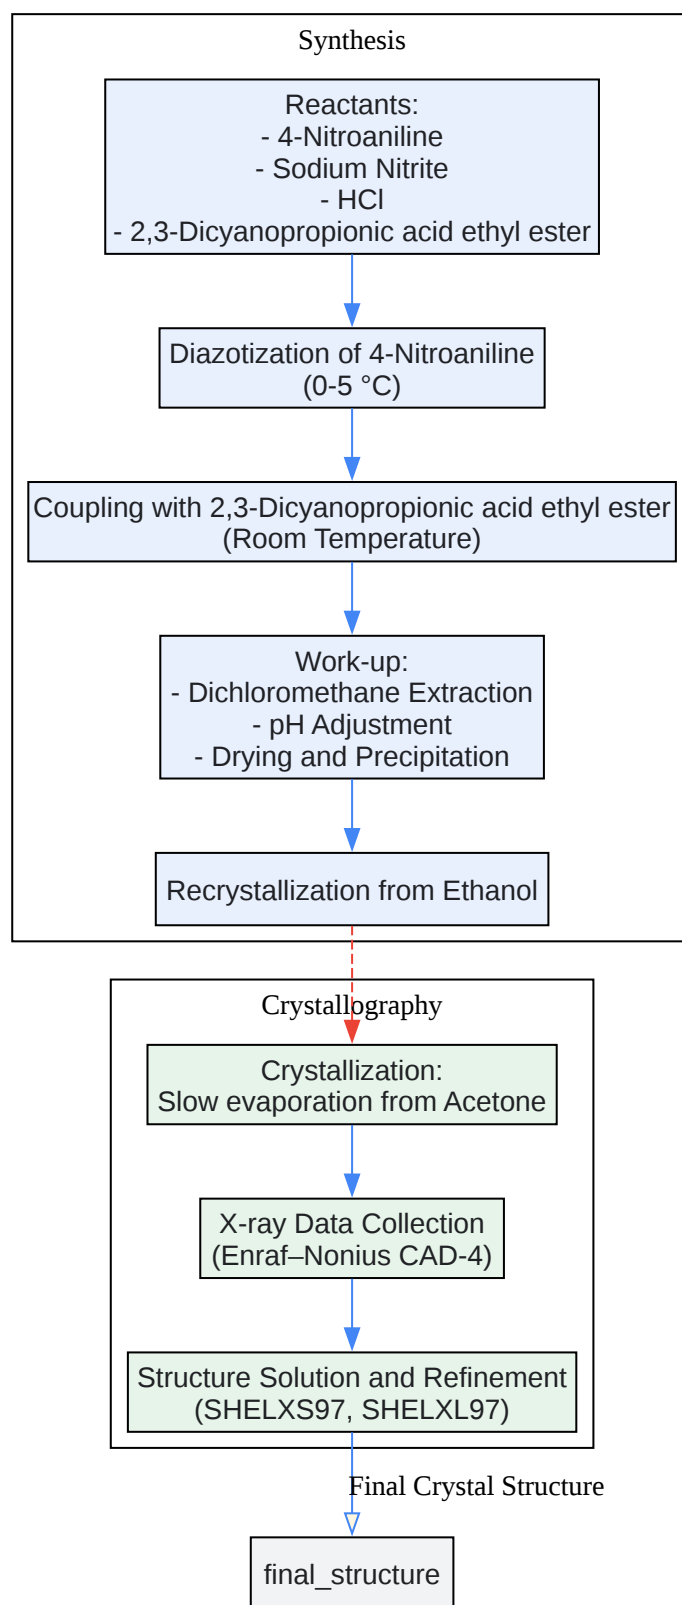 Synthesis
Reactants:
- 4-Nitroaniline
- Sodium Nitrite
- HCl
- 2,3-Dicyanopropionic acid ethyl ester
Diazotization of 4-Nitroaniline
(0-5 °C)
Coupling with 2,3-Dicyanopropionic acid ethyl ester
(Room Temperature)
Work-up:
- Dichloromethane Extraction
- pH Adjustment
- Drying and Precipitation
Recrystallization from Ethanol
Crystallography
Crystallization:
Slow evaporation from Acetone
X-ray Data Collection
(Enraf–Nonius CAD-4)
Structure Solution and Refinement
(SHELXS97, SHELXL97)
Final Crystal Structure
final_structure